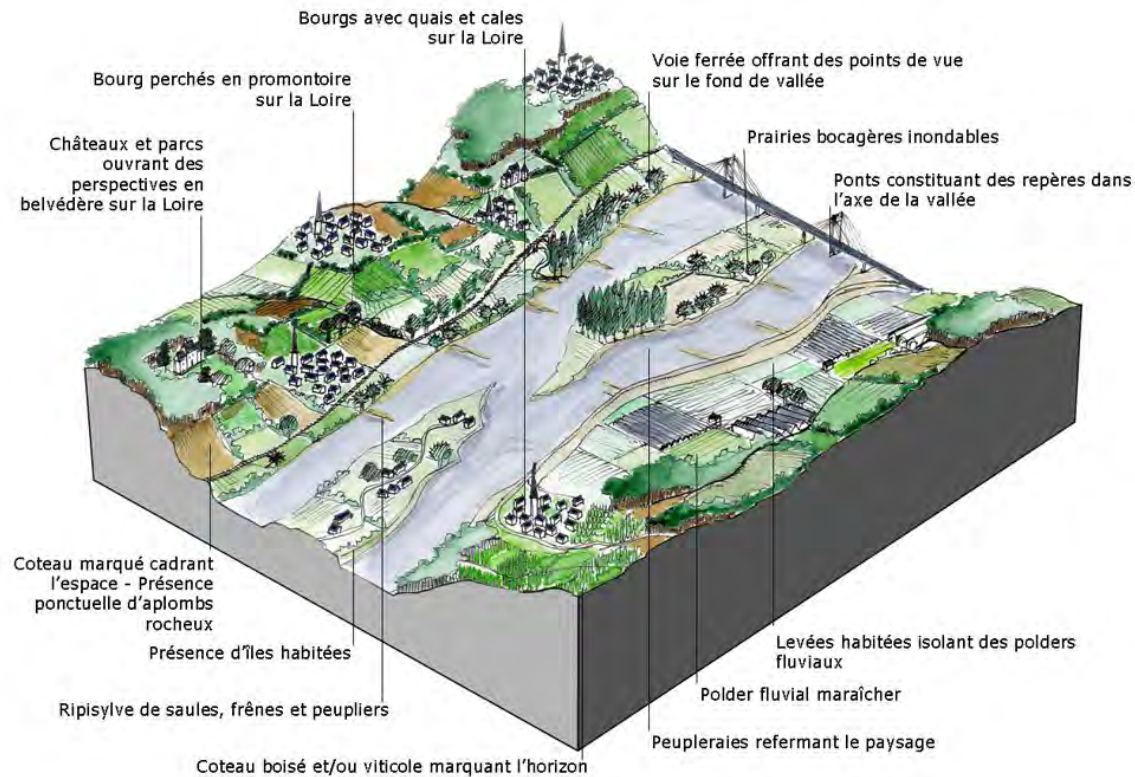 Bourgs avec quais et cales
sur la Loire
Bourg perchés en promontoire
sur la Loire
Châteaux et parcs
ouvrant des
perspectives en
belvédère sur la Loire
Voie ferrée offrant des points de vue
sur le fond de vallée
Prairies bocagères inondables
Ponts constituant des repères dans
l'axe de la vallée
Coteau marqué cadrant
l'espace - Présence
ponctuelle d'aplombs
rocheux
Présence d'îles habitées
Ripisylve de saules, frênes et peupliers
Coteau boisé et/ou viticole marquant l'horizon
Levées habitées isolant des polders
fluviaux
Polder fluvial maraîcher
Peupleraies refermant le paysage